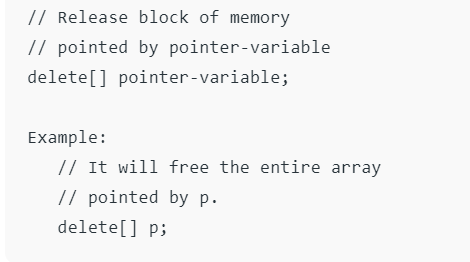 // Release block of memory
// pointed by pointer-variable
delete[] pointer-variable;
Example:
// It will free the entire array
// pointed by p.
delete[] p;